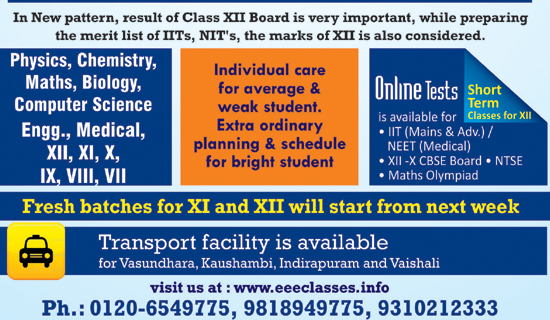 In New pattern, result of Class XII Board is very important, while preparing
the merit list of IITs, NIT's, the marks of XII is also considered.
Physics, Chemistry,
Maths, Biology,
Computer Science
Engg., Medical,
XII, XI, X,
IX, VIII, VII
Individual care
for average &
weak student.
Extra ordinary
planning & schedule
for bright student
Online Tests
Short
Term
Classes for XII
is available for
• IIT (Mains & Adv.) /
NEET (Medical)
• XII -X CBSE Board • NTSE
• Maths Olympiad
Fresh batches for XI and XII will start from next week
Transport facility is available
for Vasundhara, Kaushambi, Indirapuram and Vaishali
visit us at : www.eeeclasses.info
Ph.: 0120-6549775, 9818949775, 9310212333